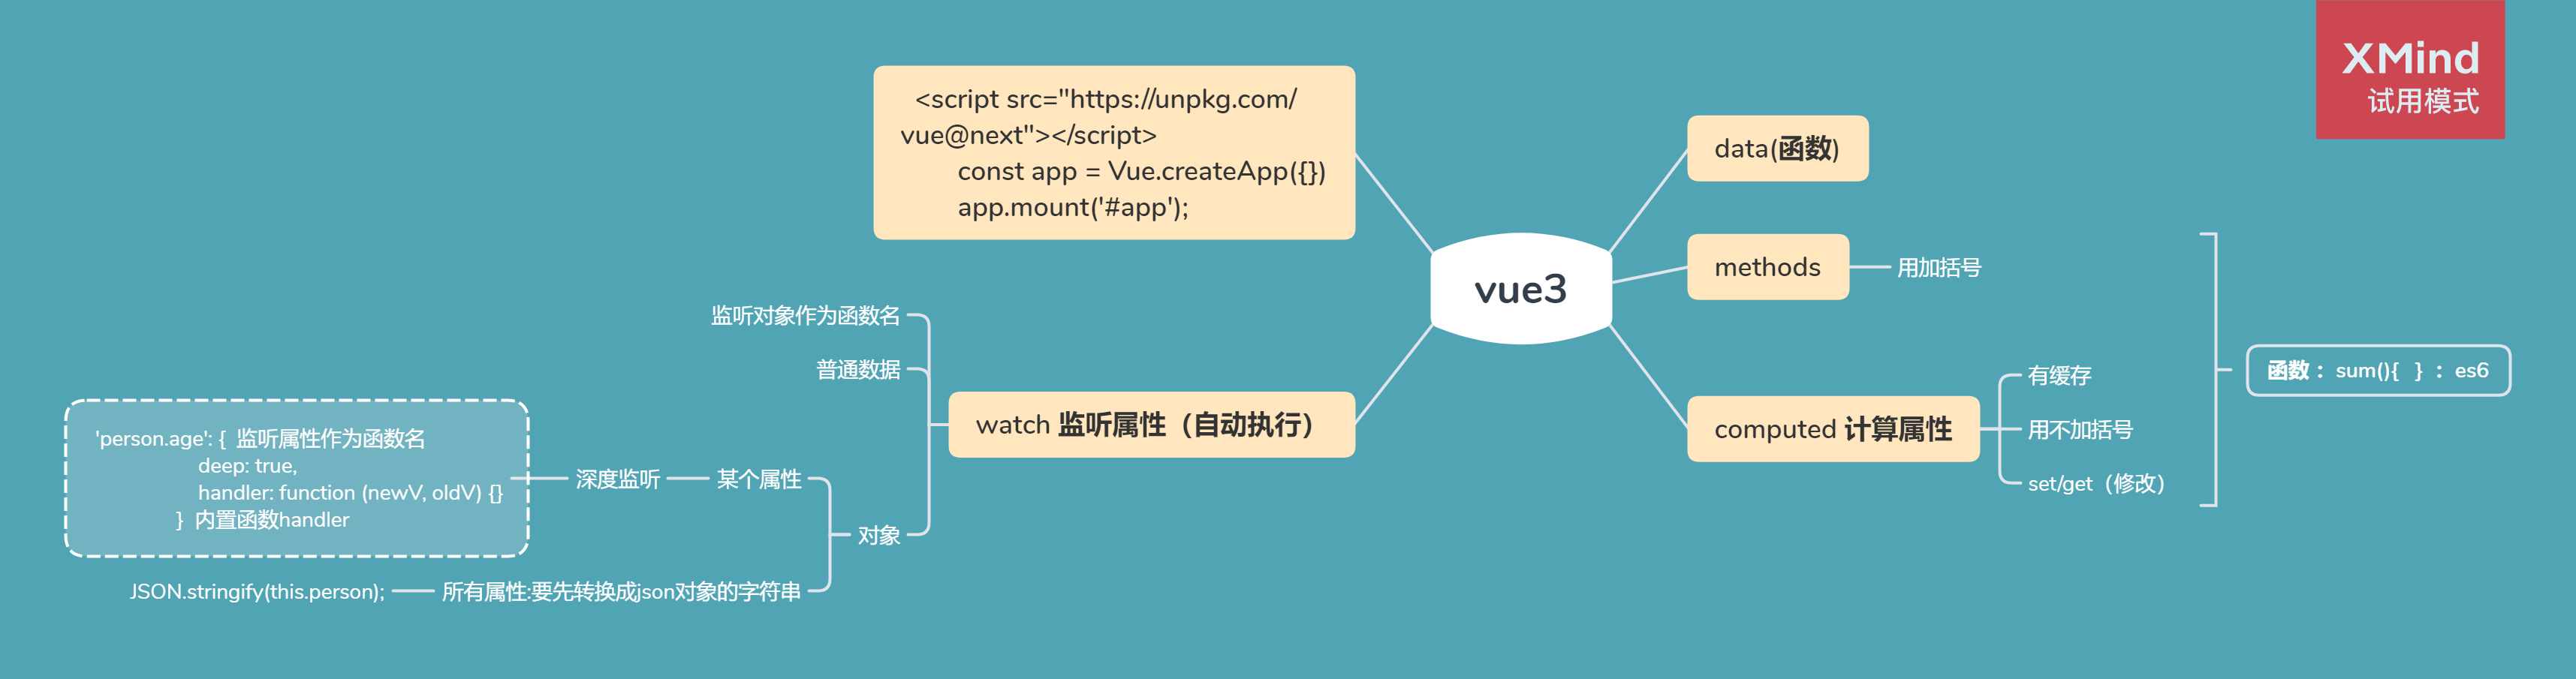 XMind
试用模式
<script src="https://unpkg.com/
vue@next"></script>
const app = Vue.createApp({})
app.mount('#app');
data(函数)
vue3
methods
用加括号
监听对象作为函数名
普通数据
watch 监听属性（自动执行）
computed 计算属性
有缓存
用不加括号
set/get（修改）
函数： sum(){   } ： es6
'person.age': {  监听属性作为函数名
deep: true,
handler: function (newV, oldV) {}
}  内置函数handler
深度监听
某个属性
对象
JSON.stringify(this.person);
所有属性:要先转换成json对象的字符串